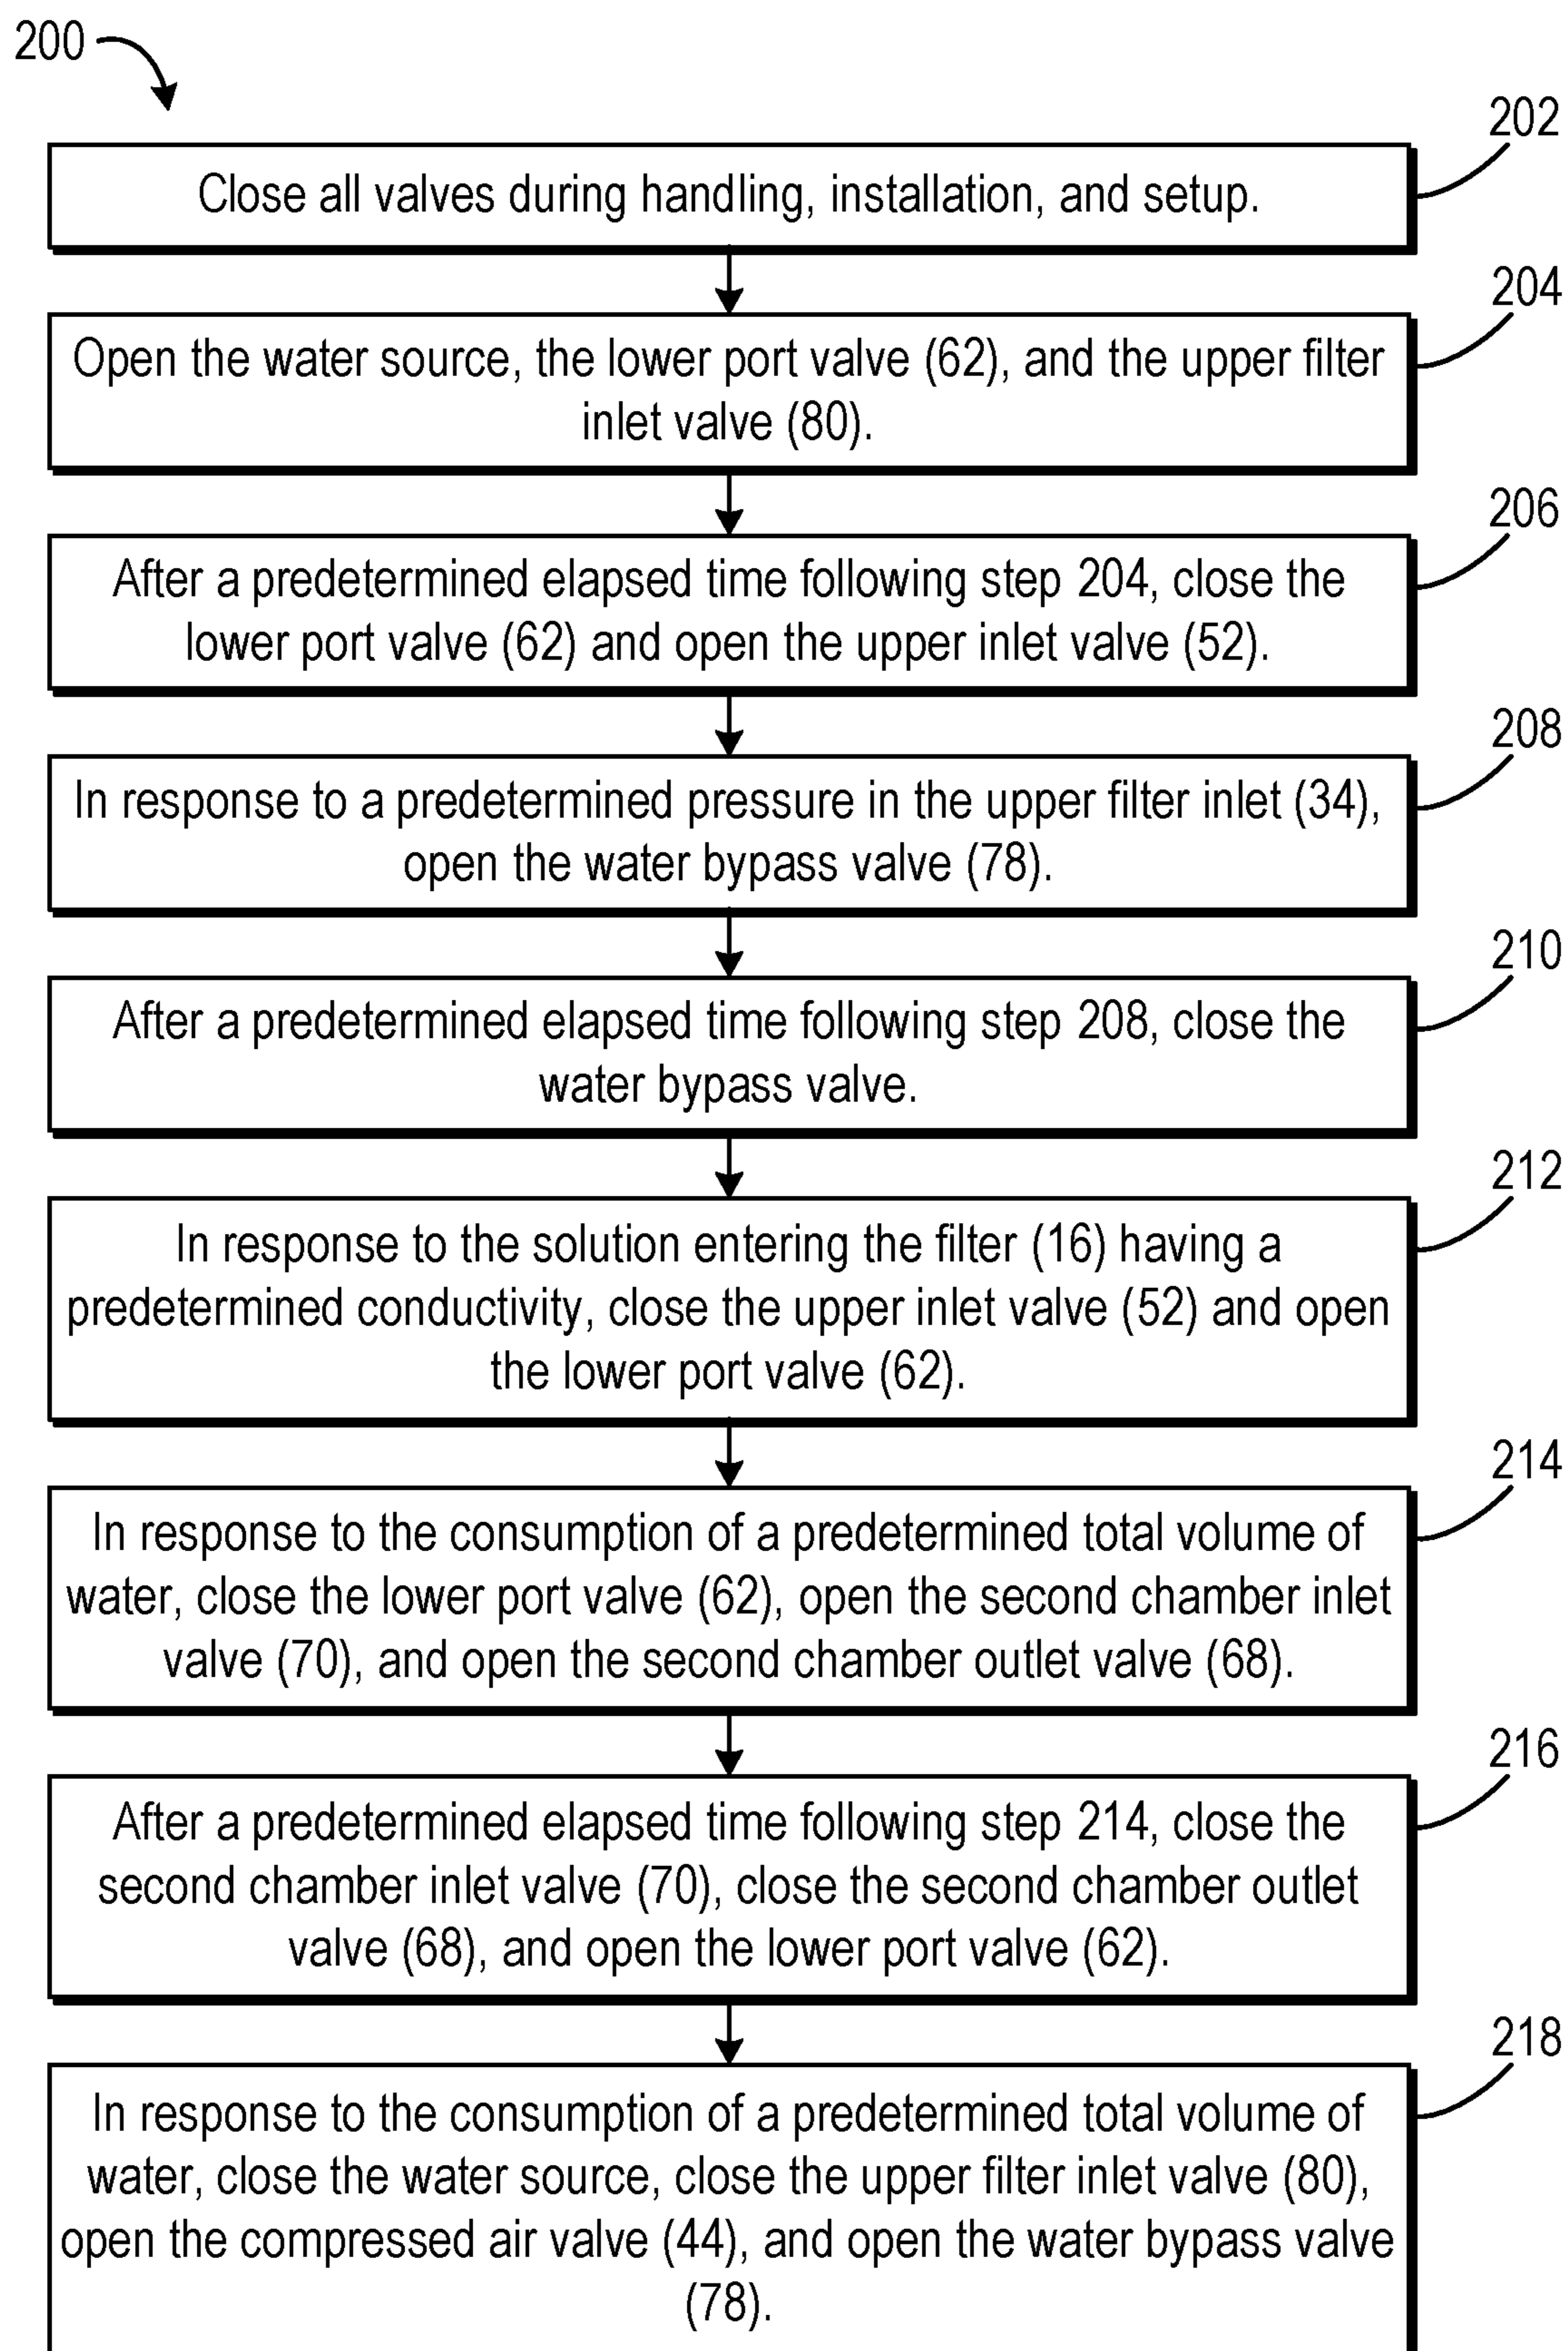 200
202
Close all valves during handling, installation, and setup.
204
Open the water source, the lower port valve (62), and the upper filter
inlet valve (80).
206
After a predetermined elapsed time following step 204, close the
lower port valve (62) and open the upper inlet valve (52).
208
In response to a predetermined pressure in the upper filter inlet (34),
open the water bypass valve (78).
210
After a predetermined elapsed time following step 208, close the
water bypass valve.
212
In response to the solution entering the filter (16) having a
predetermined conductivity, close the upper inlet valve (52) and open
the lower port valve (62).
214
In response to the consumption of a predetermined total volume of
water, close the lower port valve (62), open the second chamber inlet
valve (70), and open the second chamber outlet valve (68).
216
After a predetermined elapsed time following step 214, close the
second chamber inlet valve (70), close the second chamber outlet
valve (68), and open the lower port valve (62).
218
In response to the consumption of a predetermined total volume of
water, close the water source, close the upper filter inlet valve (80),
open the compressed air valve (44), and open the water bypass valve
(78).